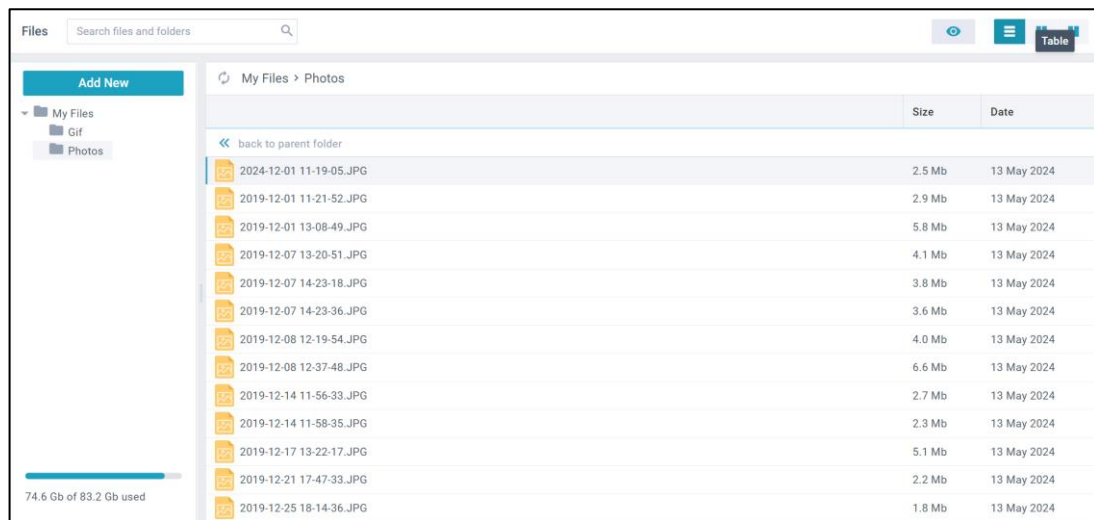 Files Search files and folders
Table
Add New
My Files > Photos
My Files
Gif
Photos
Size Date
back to parent folder
2024-12-01 11-19-05.JPG 2.5 Mb 13 May 2024
2019-12-01 11-21-52.JPG 2.9 Mb 13 May 2024
2019-12-01 13-08-49.JPG 5.8 Mb 13 May 2024
2019-12-07 13-20-51.JPG 4.1 Mb 13 May 2024
2019-12-07 14-23-18.JPG 3.8 Mb 13 May 2024
2019-12-07 14-23-36.JPG 3.6 Mb 13 May 2024
2019-12-08 12-19-54.JPG 4.0 Mb 13 May 2024
2019-12-08 12-37-48.JPG 6.6 Mb 13 May 2024
2019-12-14 11-56-33.JPG 2.7 Mb 13 May 2024
2019-12-14 11-58-35.JPG 2.3 Mb 13 May 2024
2019-12-17 13-22-17.JPG 5.1 Mb 13 May 2024
2019-12-21 17-47-33.JPG 2.2 Mb 13 May 2024
2019-12-25 18-14-36.JPG 1.8 Mb 13 May 2024
74.6 Gb of 83.2 Gb used